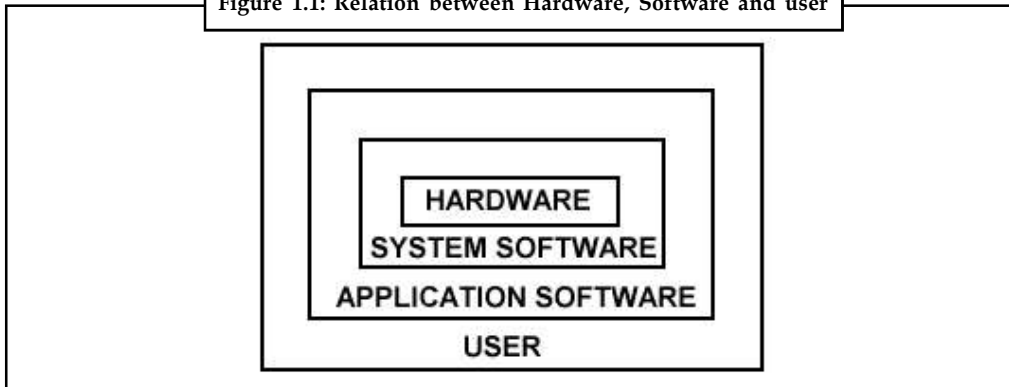 Figure 1.1: Relation between Hardware, Software and user
HARDWARE
SYSTEM SOFTWARE
APPLICATION SOFTWARE
USER